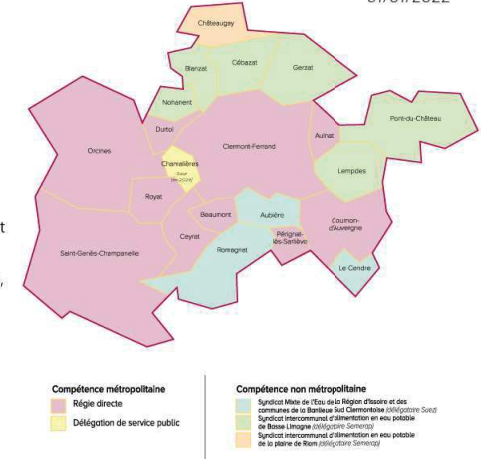 01/01/2022
Châteaugay
Blanzat
Cébazat
Gerzat
Nohanent
Pont-du-Château
Durtol
Aulnat
Orcines
Clermont-Ferrand
Chamalières
Lempdes
Royat
Beaumont
Aubière
Cournon-
d'Auvergne
Pérignat-
lès-Sarliève
Ceyrat
Romagnat
Saint-Genès-Champanelle
Le Cendre
t
,
Compétence métropolitaine
Régie directe
Délégation de service public
Compétence non métropolitaine
Syndicat Mixte de l'Eau de la Région d'Issoire et des
communes de la Banlieue Sud Clermontoise (délégataire Suez)
Syndicat intercommunal d'alimentation en eau potable
de Basse Limagne (délégataire Semerap)
Syndicat intercommunal d'alimentation en eau potable
de la plaine de Riom (délégataire Semerap)